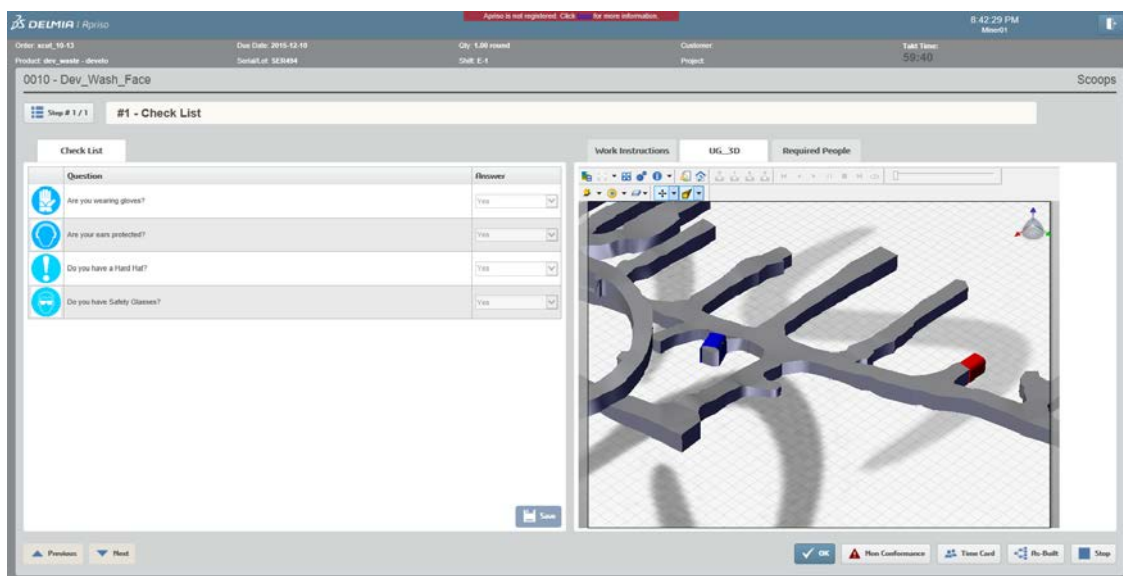 DELMIA | Apriso
Apriso is not registered. Click for more information.
8:42:29 PM
Miner01
Order: xcut_10-13
Due Date: 2015-12-10
Qty: 1.00 round
Customer:
Takt Time:
Product: dev_waste - develo
Serial/Lot: SER494
Shift: E-1
Project:
59:40
0010 - Dev_Wash_Face
Scoops
Step # 1 / 1
#1 - Check List
Check List
Work Instructions
UG_3D
Required People
Question
Answer
Are you wearing gloves?
Yes
Are your ears protected?
Yes
Do you have a Hard Hat?
Yes
Do you have Safety Glasses?
Yes
Save
Previous
Next
OK
Non Conformance
Time Card
As-Built
Stop